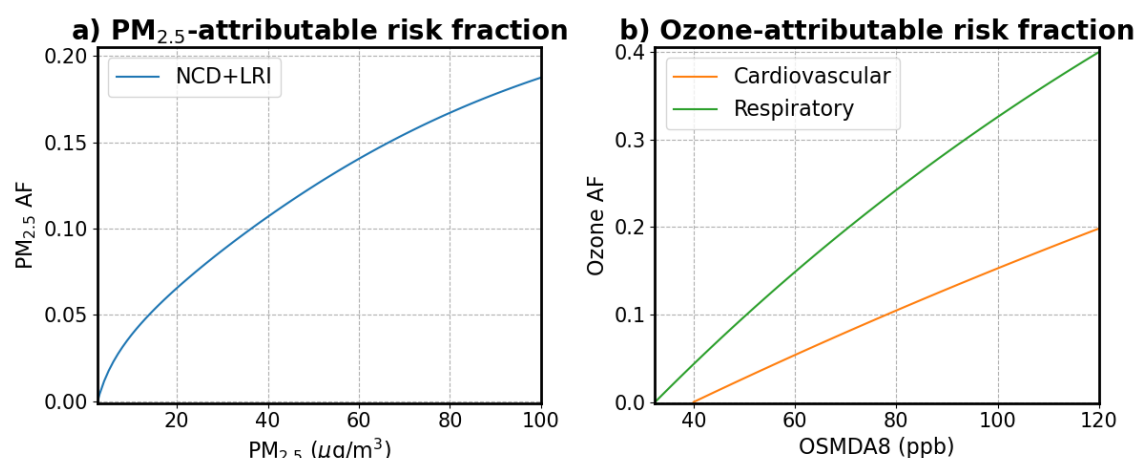 a) PM2.5-attributable risk fraction
NCD+LRI
PM2.5 AF
0.20
0.15
0.10
0.05
0.00
20 40 60 80 100
PM2.5 (μg/m3)
b) Ozone-attributable risk fraction
Cardiovascular
Respiratory
Ozone AF
0.4
0.3
0.2
0.1
0.0
40 60 80 100 120
OSMDA8 (ppb)